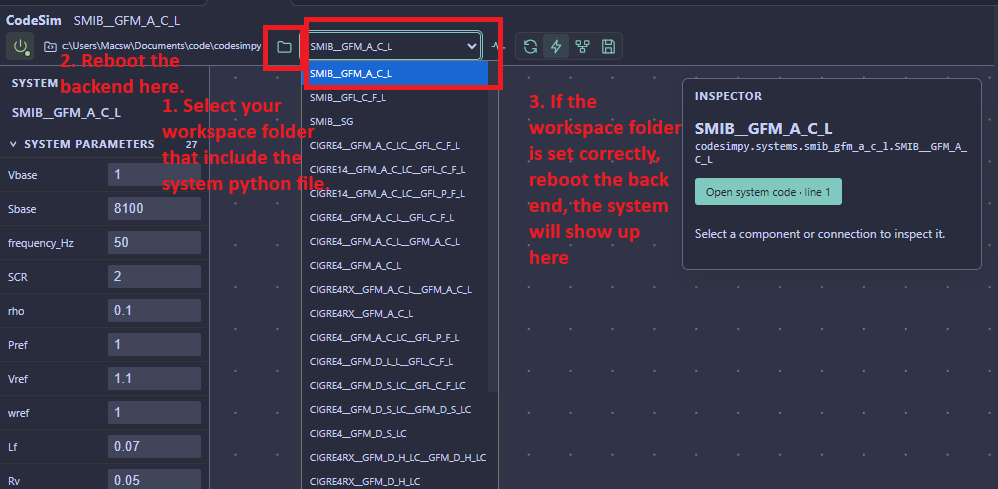 CodeSim SMIB__GFM_A_C_L
c:\Users\Macsw\Documents\code\codesimpy
SMIB__GFM_A_C_L
2. Reboot the
backend here.
1. Select your
workspace folder
that include the
system python file.
3. If the
workspace folder
is set correctly,
reboot the back
end, the system
will show up
here
SYSTEM
SMIB__GFM_A_C_L
SYSTEM PARAMETERS 27
Vbase 1
Sbase 8100
frequency_Hz 50
SCR 2
rho 0.1
Pref 1
Vref 1.1
wref 1
Lf 0.07
Rv 0.05
SMIB__GFM_A_C_L
SMIB__GFL_C_F_L
SMIB__SG
CIGRE4__GFM_A_C_LC__GFL_C_F_L
CIGRE14__GFM_A_C_LC__GFL_C_F_L
CIGRE14__GFM_A_C_LC__GFL_P_F_L
CIGRE4__GFM_A_C_L__GFL_C_F_L
CIGRE4__GFM_A_C_L__GFM_A_C_L
CIGRE4__GFM_A_C_L
CIGRE4RX__GFM_A_C_L__GFM_A_C_L
CIGRE4RX__GFM_A_C_L
CIGRE4__GFM_A_C_LC__GFL_P_F_L
CIGRE4__GFM_D_L_L__GFL_C_F_L
CIGRE4__GFM_D_S_LC__GFL_C_F_LC
CIGRE4__GFM_D_S_LC__GFM_D_S_LC
CIGRE4__GFM_D_S_LC
CIGRE4RX__GFM_D_H_LC__GFM_D_H_LC
CIGRE4RX__GFM_D_H_LC
INSPECTOR
SMIB__GFM_A_C_L
codesimpy.systems.smib_gfm_a_c_l.SMIB__GFM_A_
C_L
Open system code · line 1
Select a component or connection to inspect it.